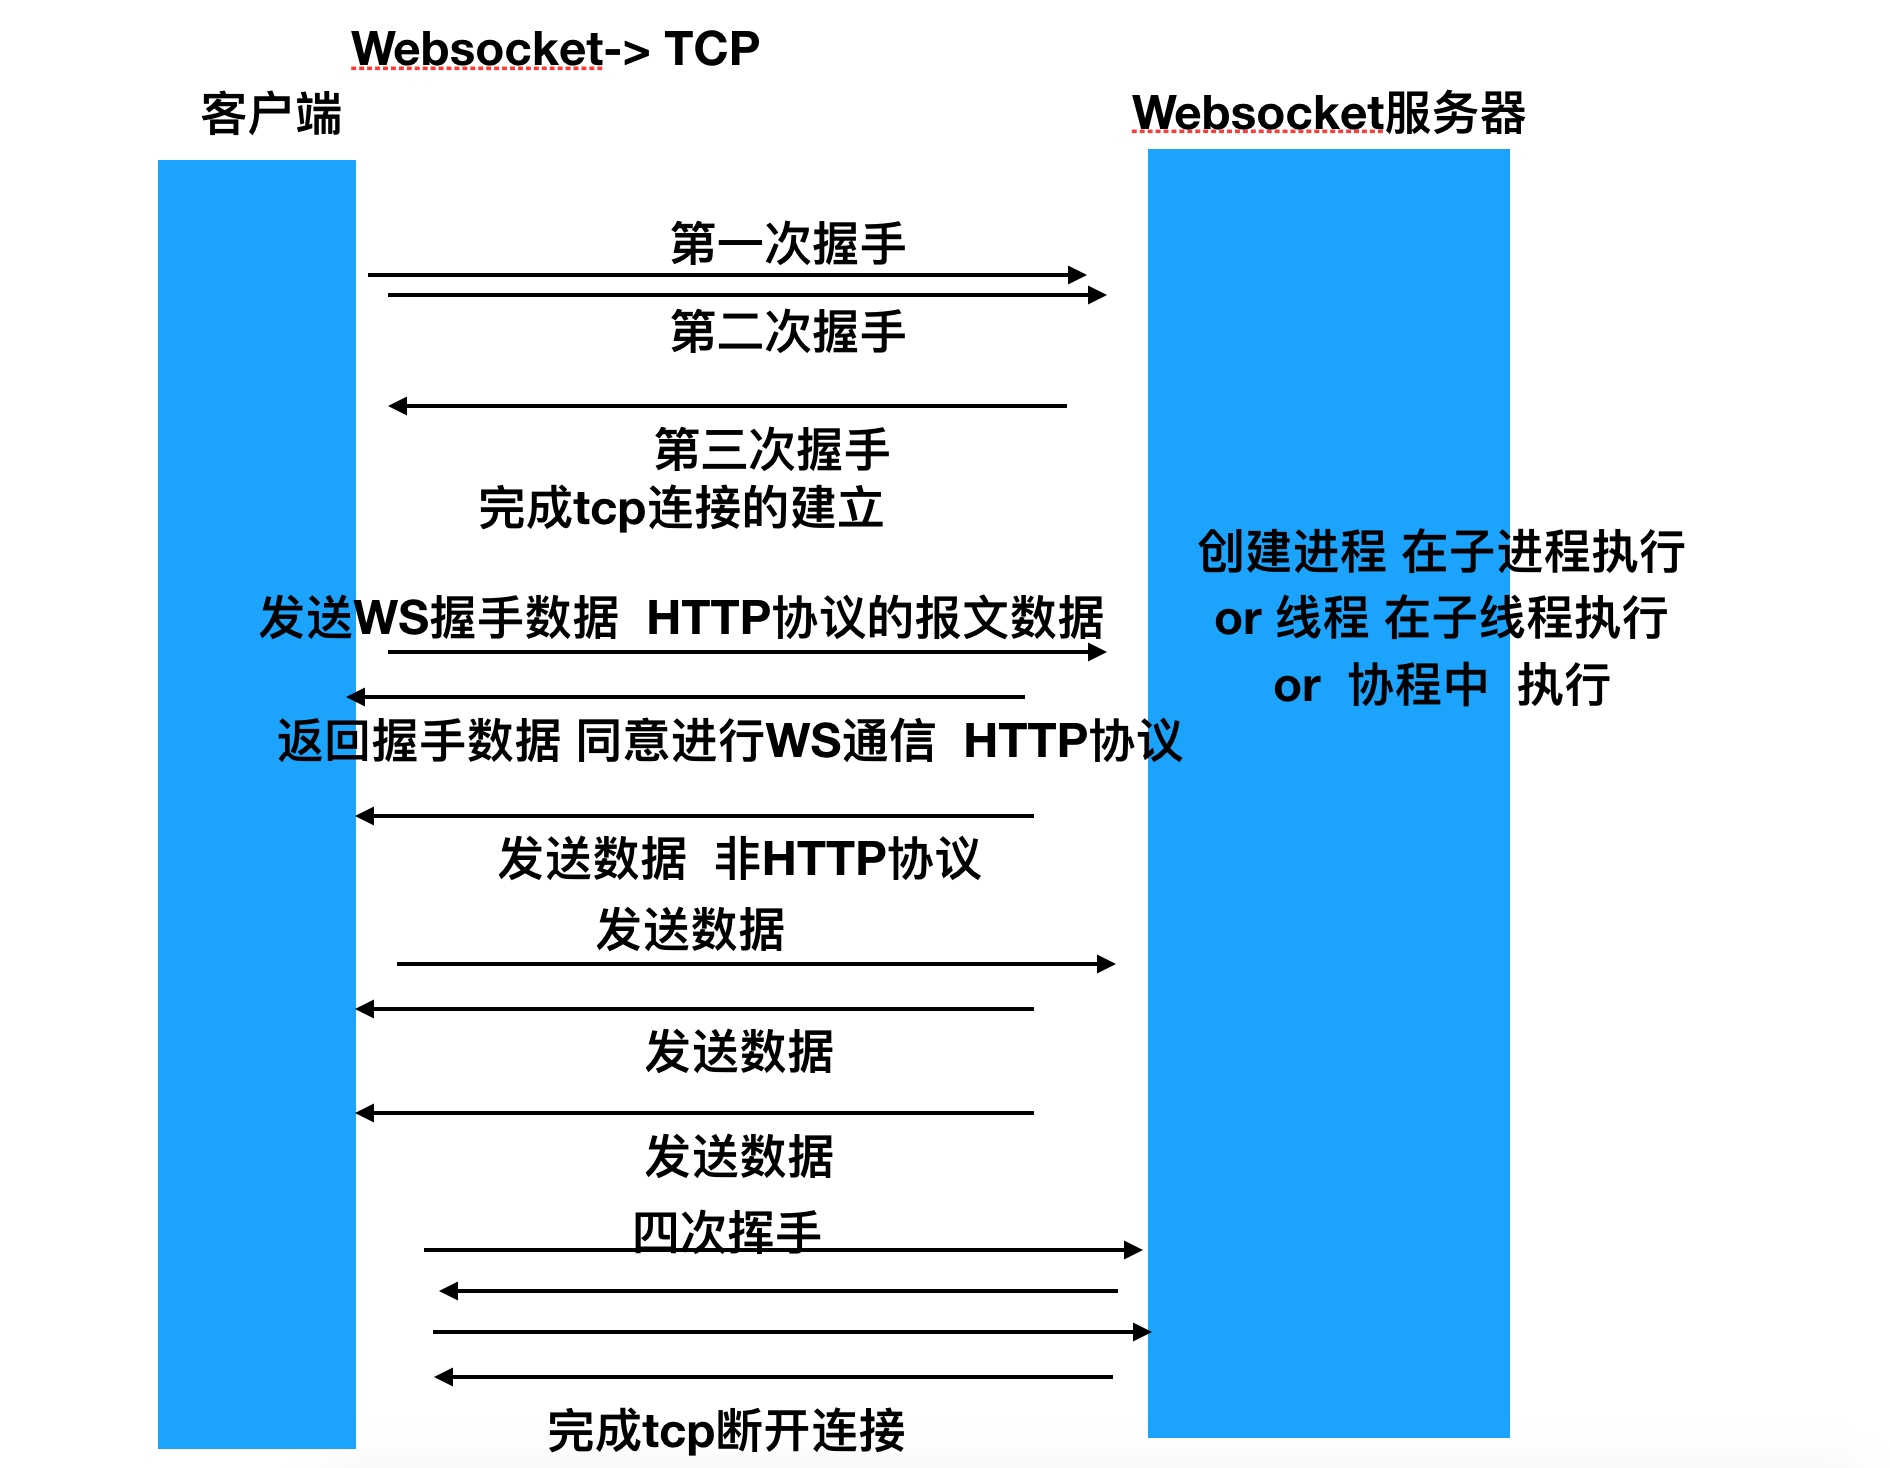 Websocket-> TCP
客户端
Websocket服务器
第一次握手
第二次握手
第三次握手
完成tcp连接的建立
创建进程 在子进程执行
or 线程 在子线程执行
or 协程中 执行
发送WS握手数据 HTTP协议的报文数据
返回握手数据 同意进行WS通信 HTTP协议
发送数据 非HTTP协议
发送数据
发送数据
发送数据
四次挥手
完成tcp断开连接